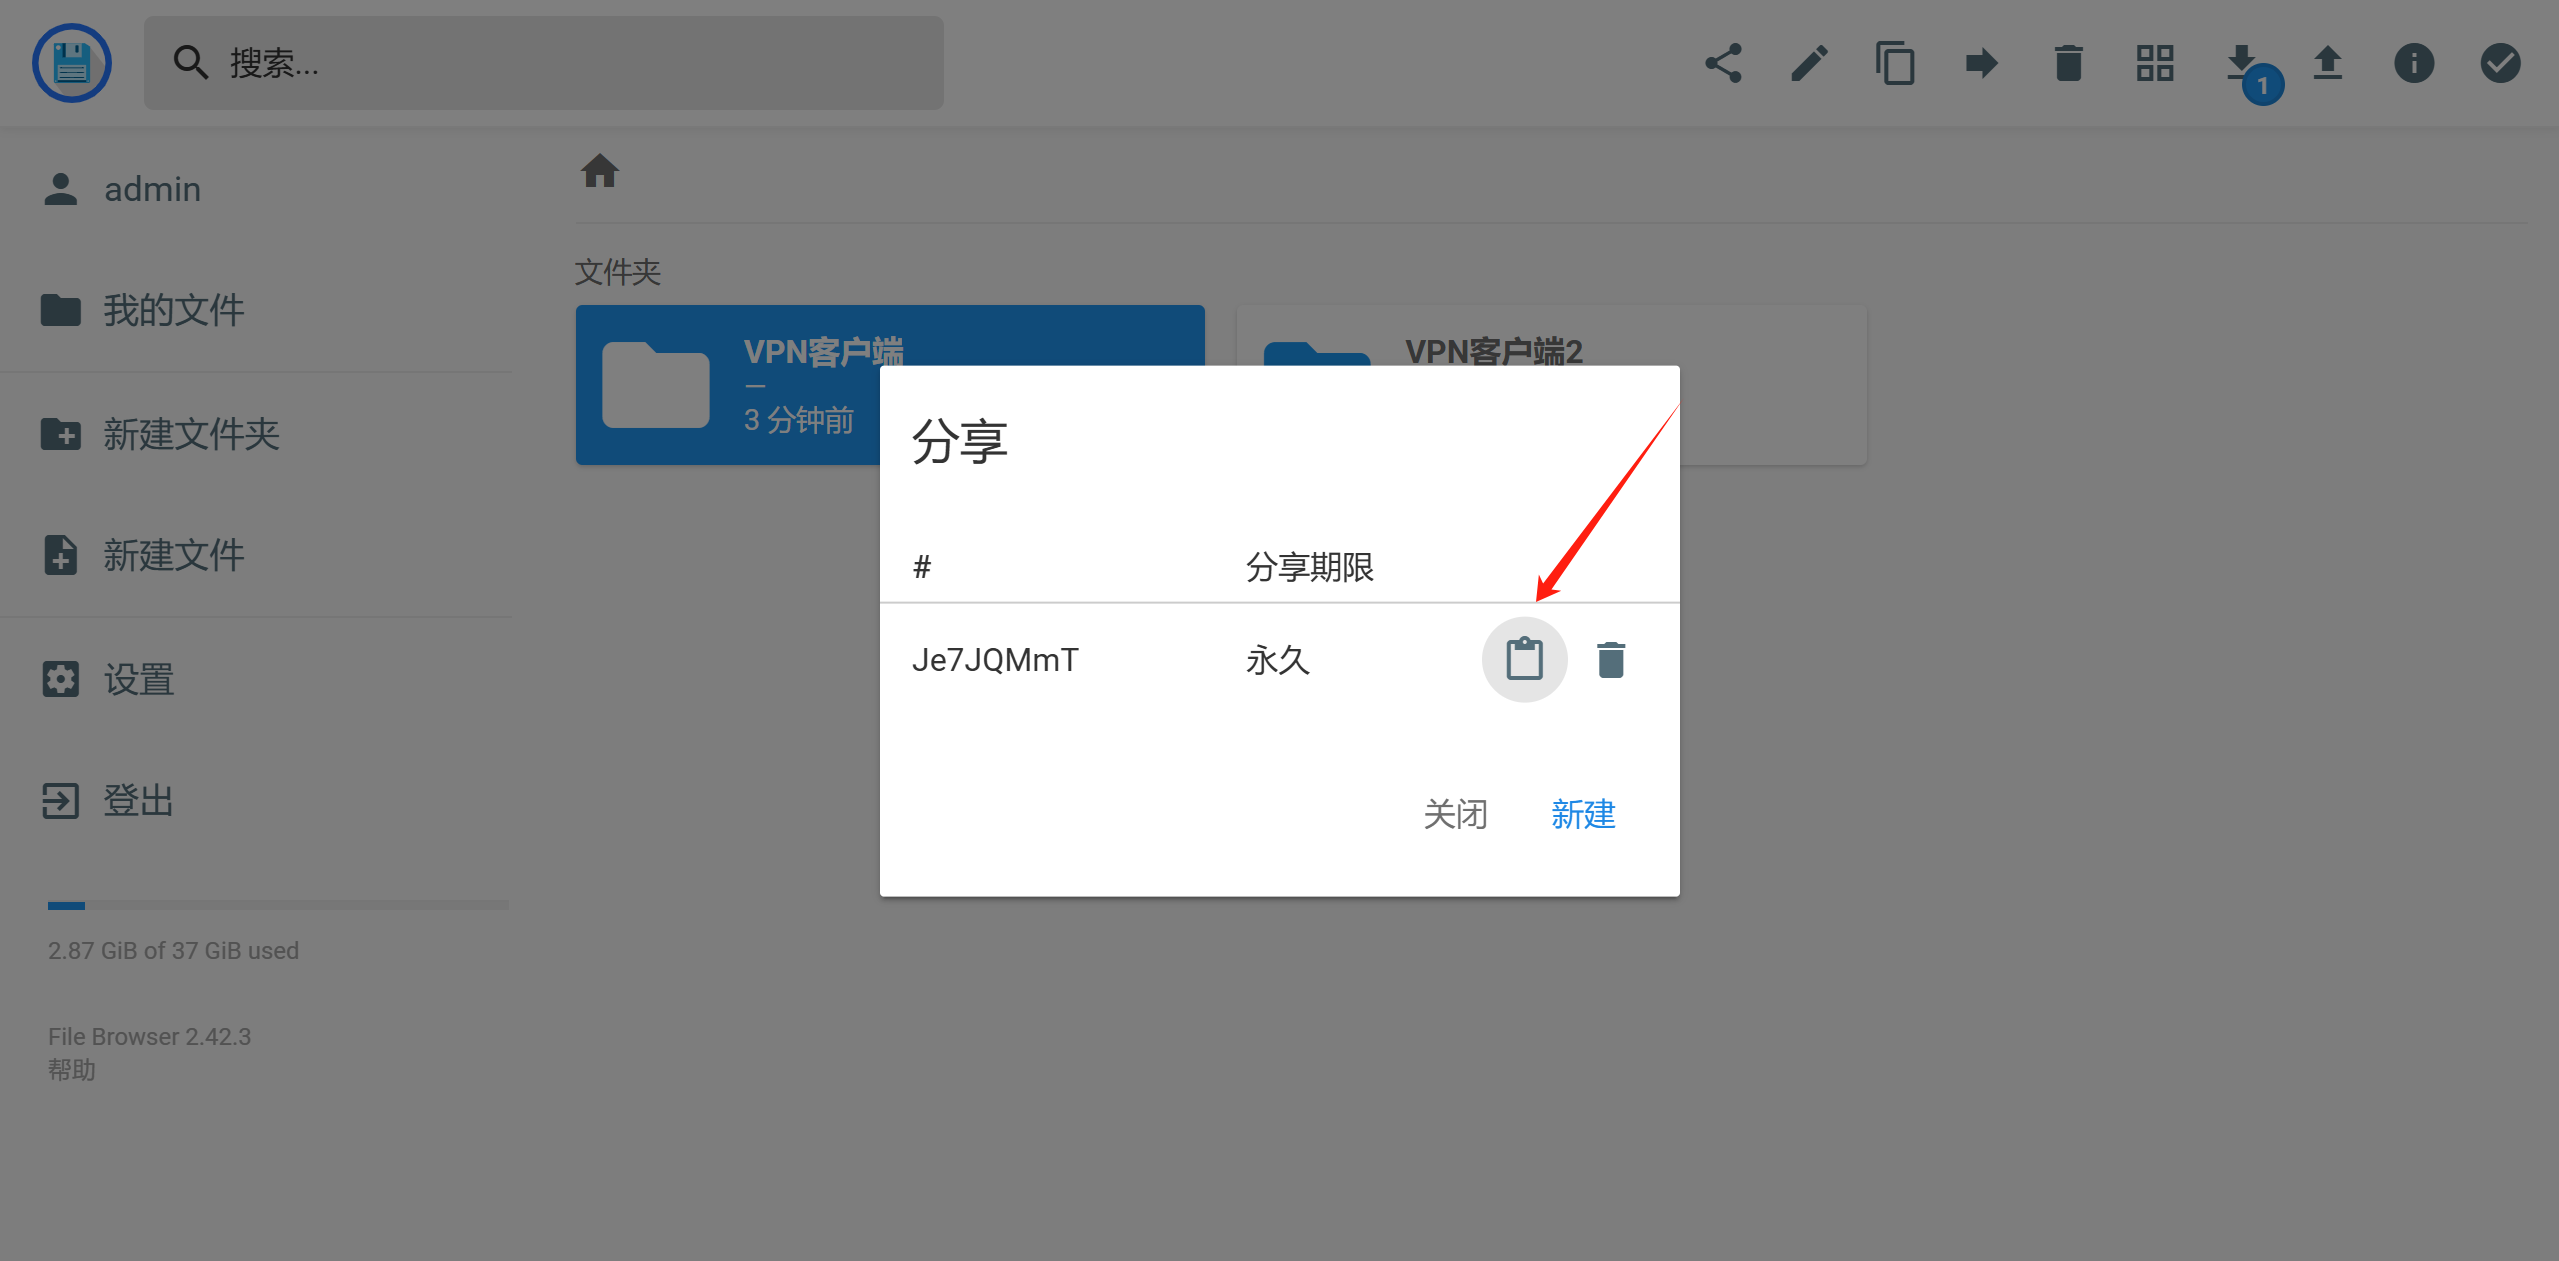 搜索...
1
admin
我的文件
新建文件夹
新建文件
设置
登出
2.87 GiB of 37 GiB used
File Browser 2.42.3
帮助
文件夹
VPN客户端
—
3 分钟前
VPN客户端2
分享
# 分享期限
Je7JQMmT 永久
关闭 新建